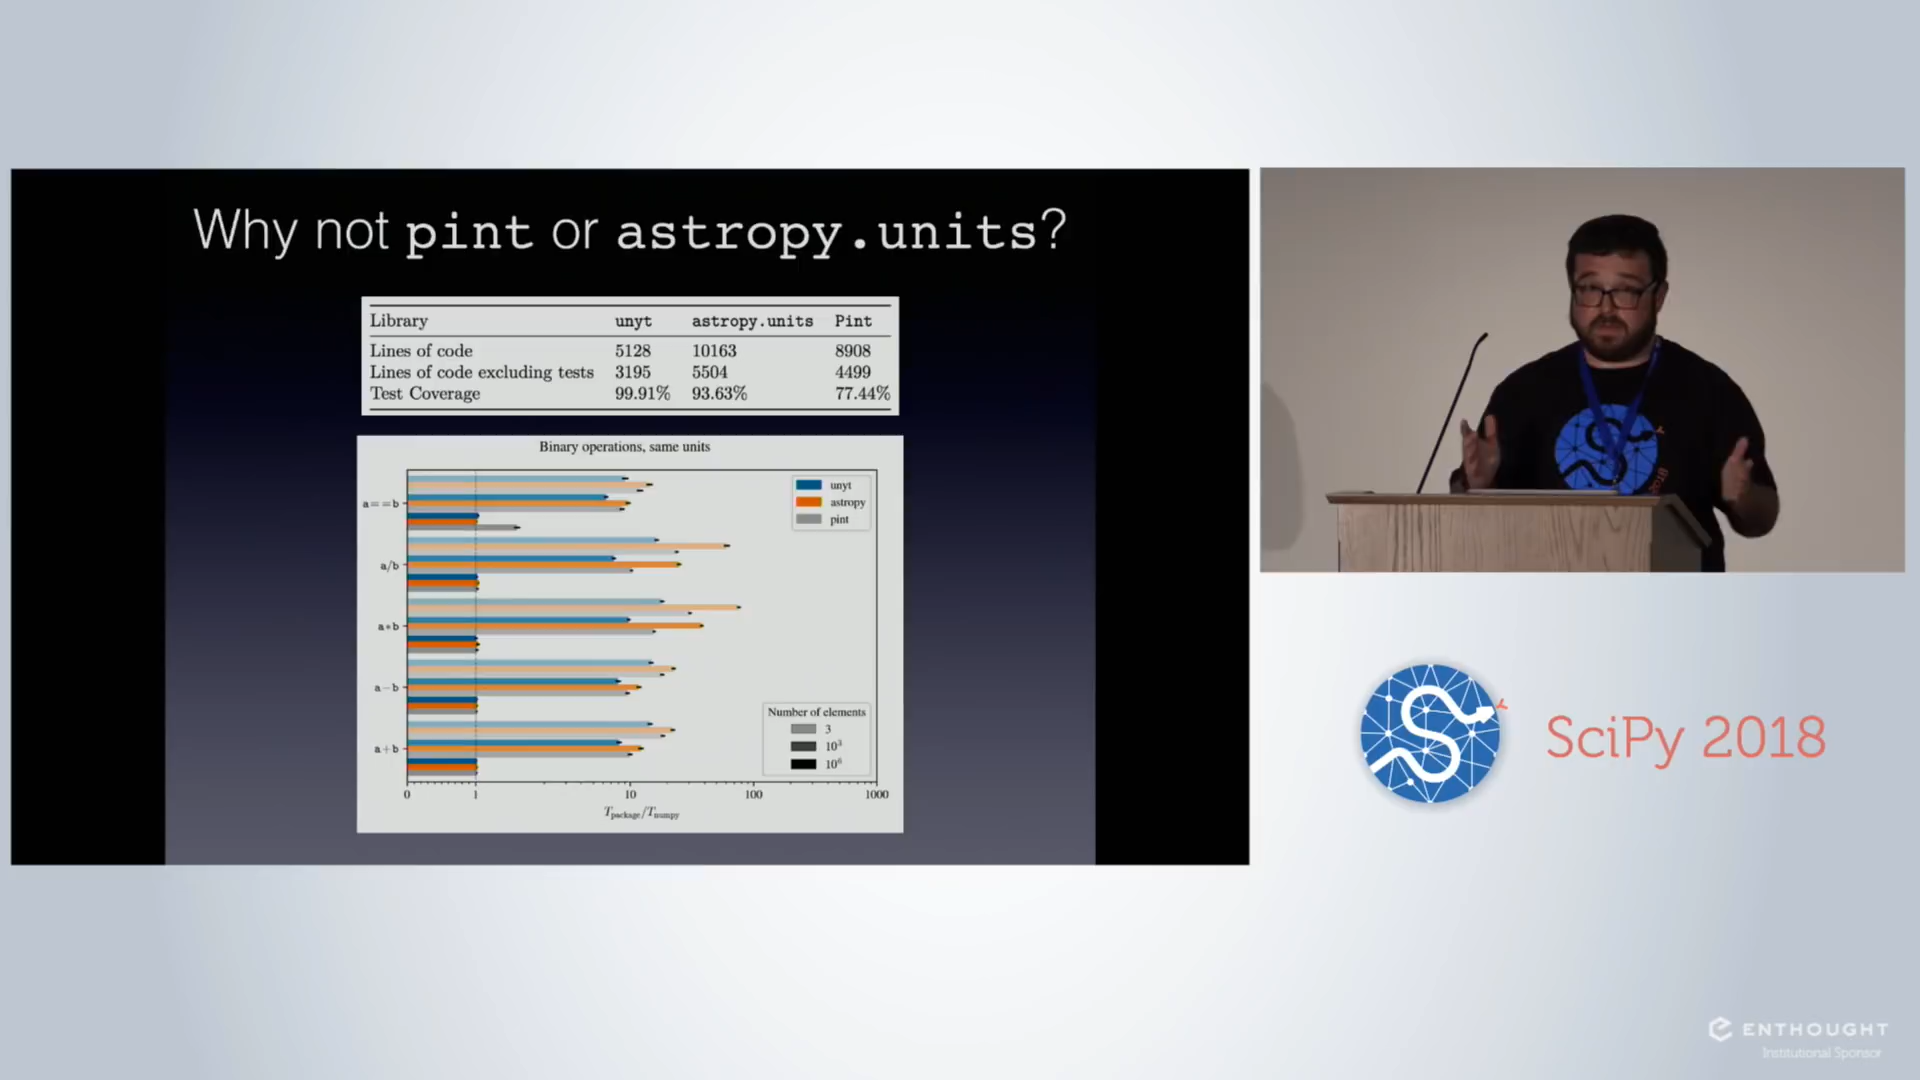 Why not pint or astropy.units?
Library unyt astropy.units Pint
Lines of code 5128 10163 8908
Lines of code excluding tests 3195 5504 4499
Test Coverage 99.91% 93.63% 77.44%
Binary operations, same units
unyt
astropy
pint
a==b
a/b
a*b
a−b
a+b
Number of elements
3
10³
10⁶
0 1 10 100 1000
Tpackage/Tnumpy
SciPy 2018
ENTHOUGHT
Institutional Sponsor